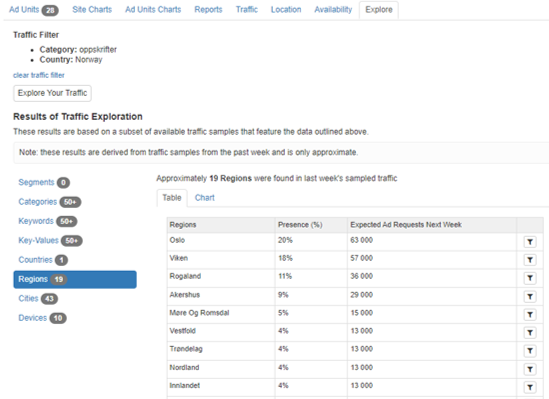 Ad Units 28 Site Charts Ad Units Charts Reports Traffic Location Availability Explore
Traffic Filter
Category: oppskrifter
Country: Norway
clear traffic filter
Explore Your Traffic
Results of Traffic Exploration
These results are based on a subset of available traffic samples that feature the data outlined above.
Note: these results are derived from traffic samples from the past week and is only approximate.
Segments 0
Categories 50+
Keywords 50+
Key-Values 50+
Countries 1
Regions 19
Cities 43
Devices 10
Approximately 19 Regions were found in last week's sampled traffic
Table Chart
Regions Presence (%) Expected Ad Requests Next Week
Oslo 20% 63 000
Viken 18% 57 000
Rogaland 11% 36 000
Akershus 9% 29 000
Møre Og Romsdal 5% 15 000
Vestfold 4% 13 000
Trøndelag 4% 13 000
Nordland 4% 13 000
Innlandet 4% 13 000